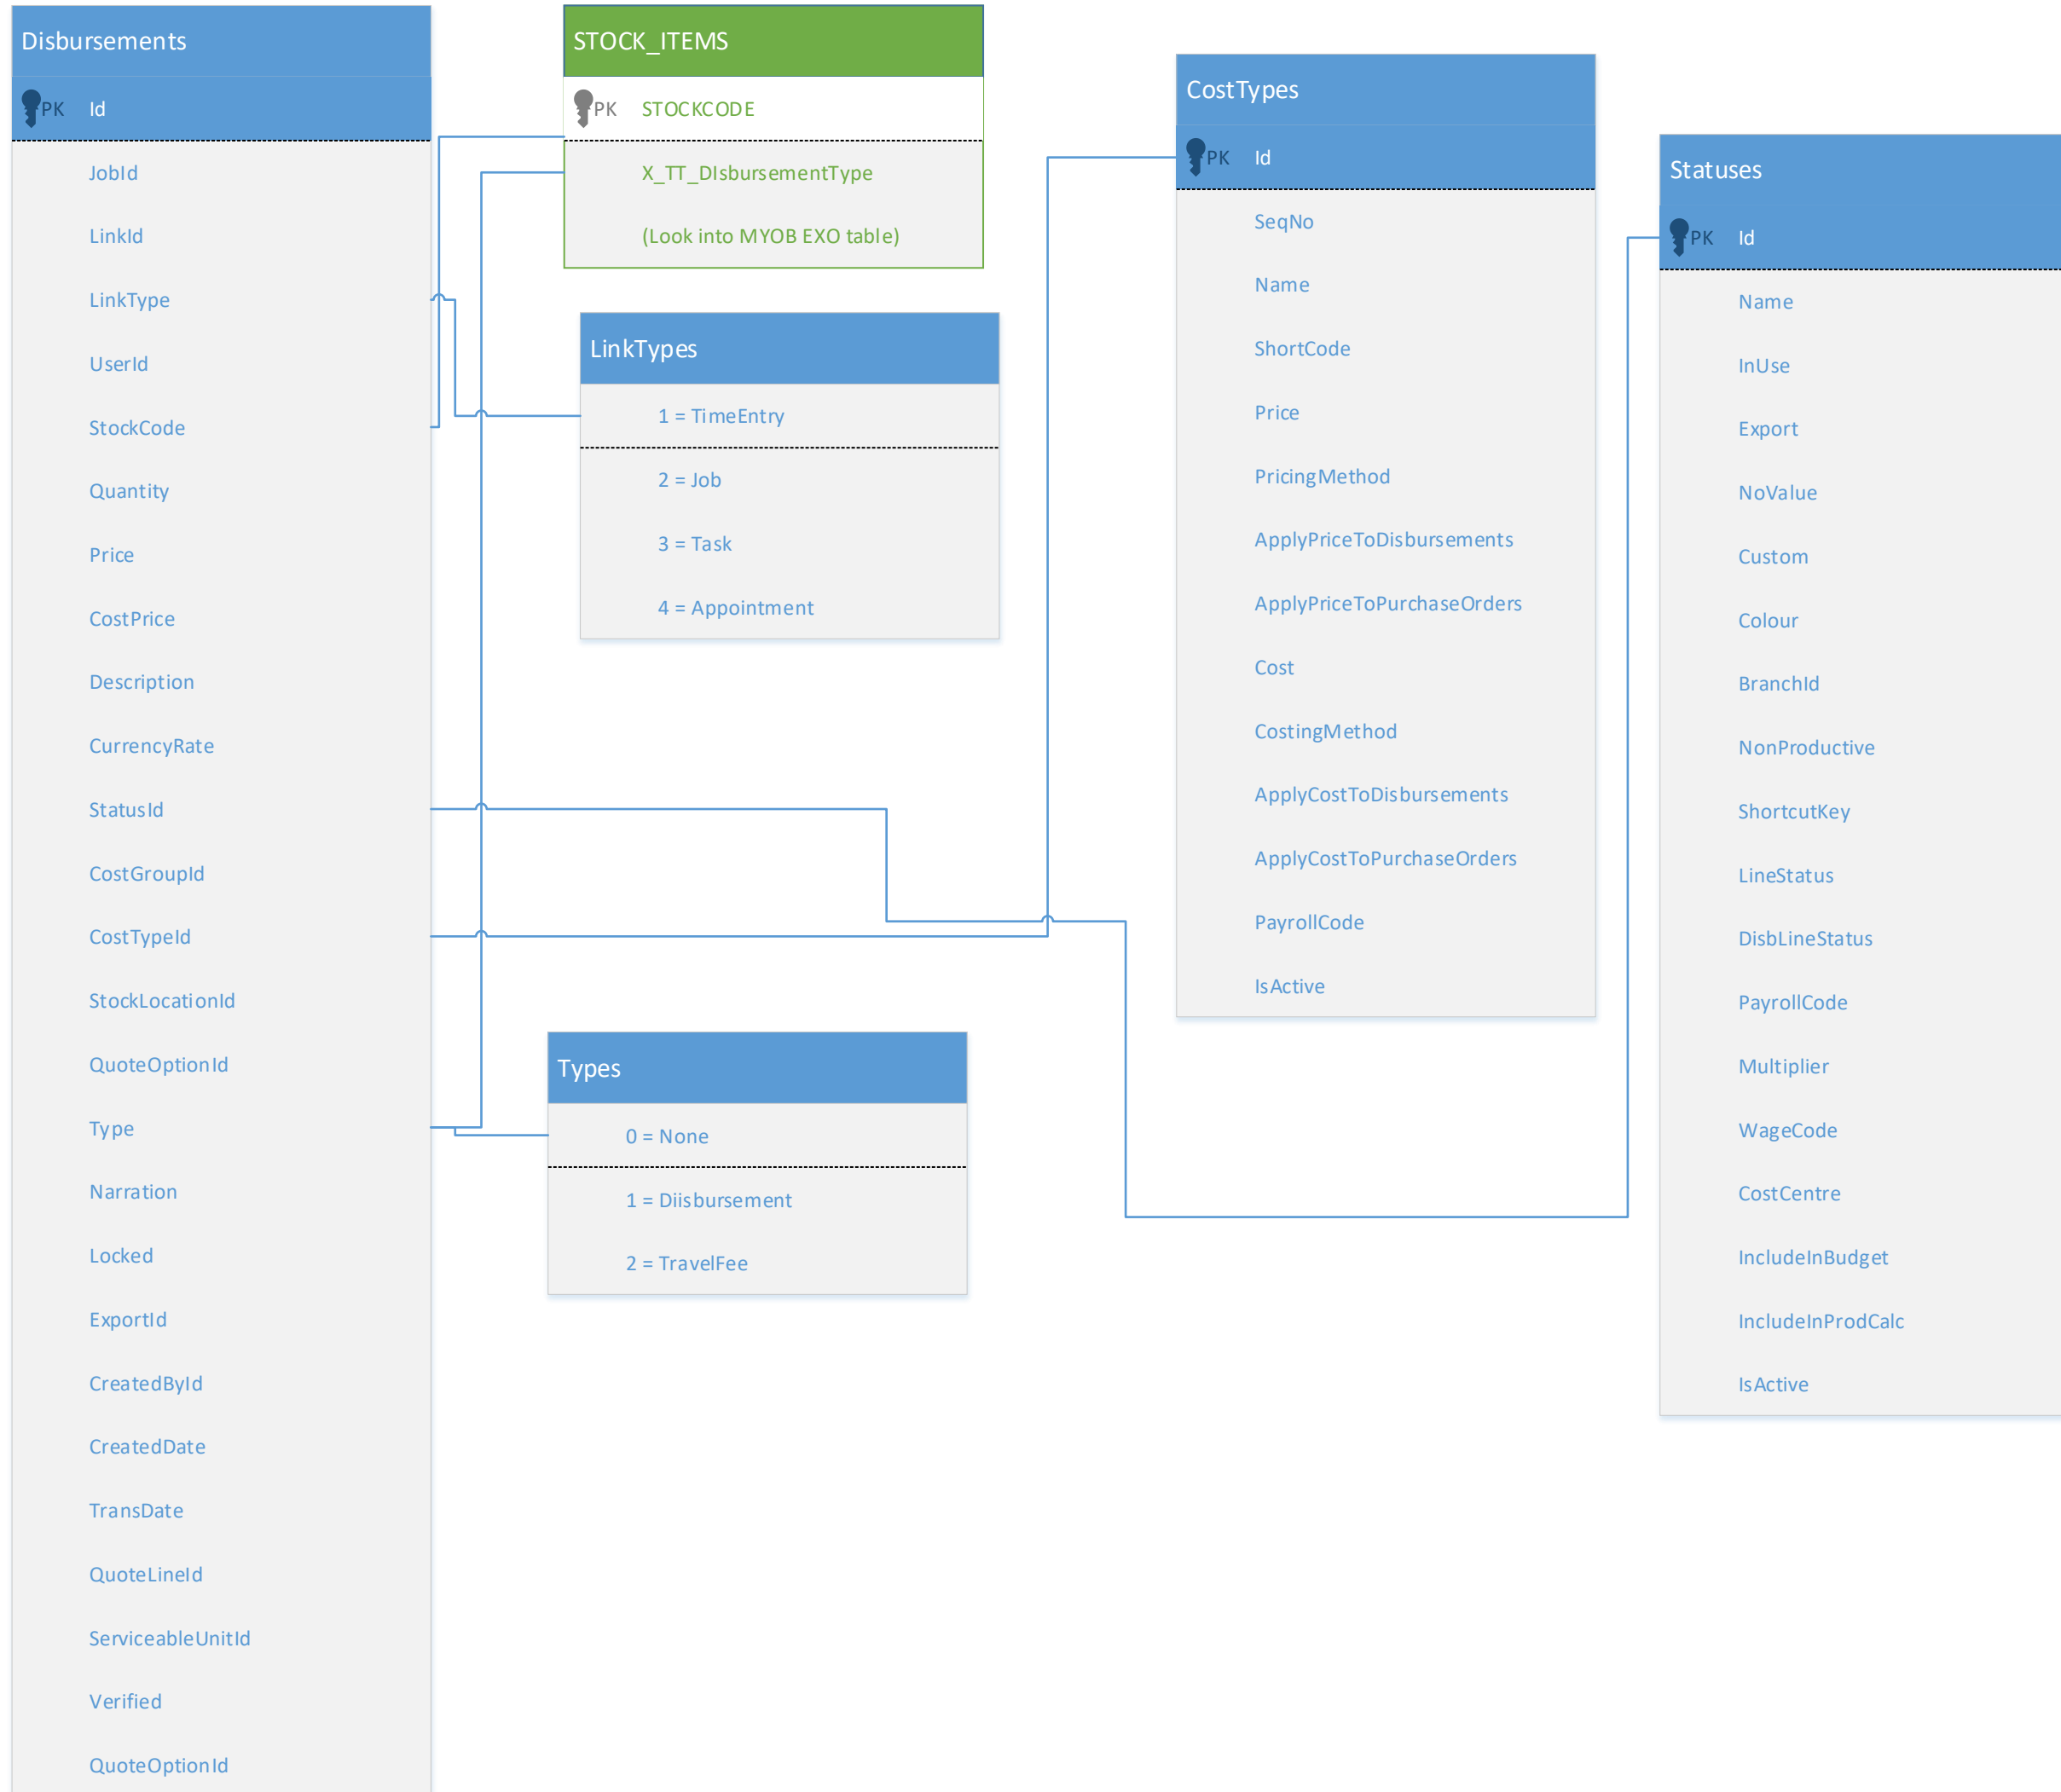 Disbursements
PK Id
JobId
LinkId
LinkType
UserId
StockCode
Quantity
Price
CostPrice
Description
CurrencyRate
StatusId
CostGroupId
CostTypeId
StockLocationId
QuoteOptionId
Type
Narration
Locked
ExportId
CreatedById
CreatedDate
TransDate
QuoteLineId
ServiceableUnitId
Verified
QuoteOptionId
STOCK_ITEMS
PK STOCKCODE
X_TT_DIsbursementType
(Look into MYOB EXO table)
LinkTypes
1 = TimeEntry
2 = Job
3 = Task
4 = Appointment
Types
0 = None
1 = Diisbursement
2 = TravelFee
CostTypes
PK Id
SeqNo
Name
ShortCode
Price
PricingMethod
ApplyPriceToDisbursements
ApplyPriceToPurchaseOrders
Cost
CostingMethod
ApplyCostToDisbursements
ApplyCostToPurchaseOrders
PayrollCode
IsActive
Statuses
PK Id
Name
InUse
Export
NoValue
Custom
Colour
BranchId
NonProductive
ShortcutKey
LineStatus
DisbLineStatus
PayrollCode
Multiplier
WageCode
CostCentre
IncludeInBudget
IncludeInProdCalc
IsActive